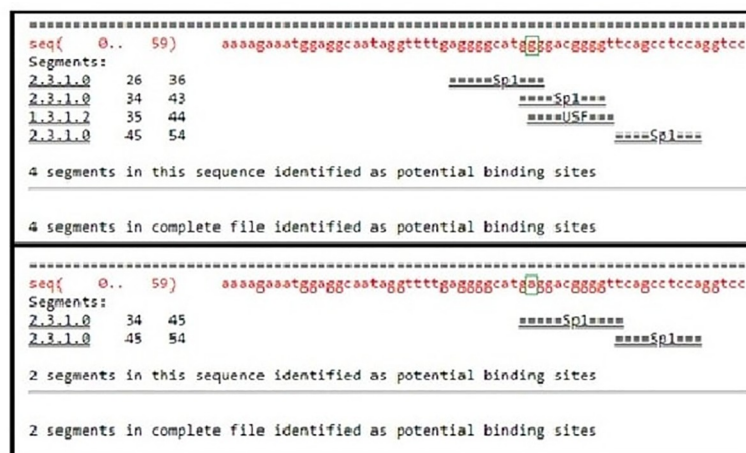 seq( 0.. 59) aaaagaaatggaggcaataggttttgaggggcatggggacggggttcagcctccaggtcc
Segments:
2.3.1.0 26 36 =====Sp1===
2.3.1.0 34 43 ====Sp1===
1.3.1.2 35 44 ====USF===
2.3.1.0 45 54 ====Sp1===
4 segments in this sequence identified as potential binding sites
4 segments in complete file identified as potential binding sites
seq( 0.. 59) aaaagaaatggaggcaataggttttgaggggcatgaggacggggttcagcctccaggtcc
Segments:
2.3.1.0 34 45 =====Sp1====
2.3.1.0 45 54 ====Sp1===
2 segments in this sequence identified as potential binding sites
2 segments in complete file identified as potential binding sites